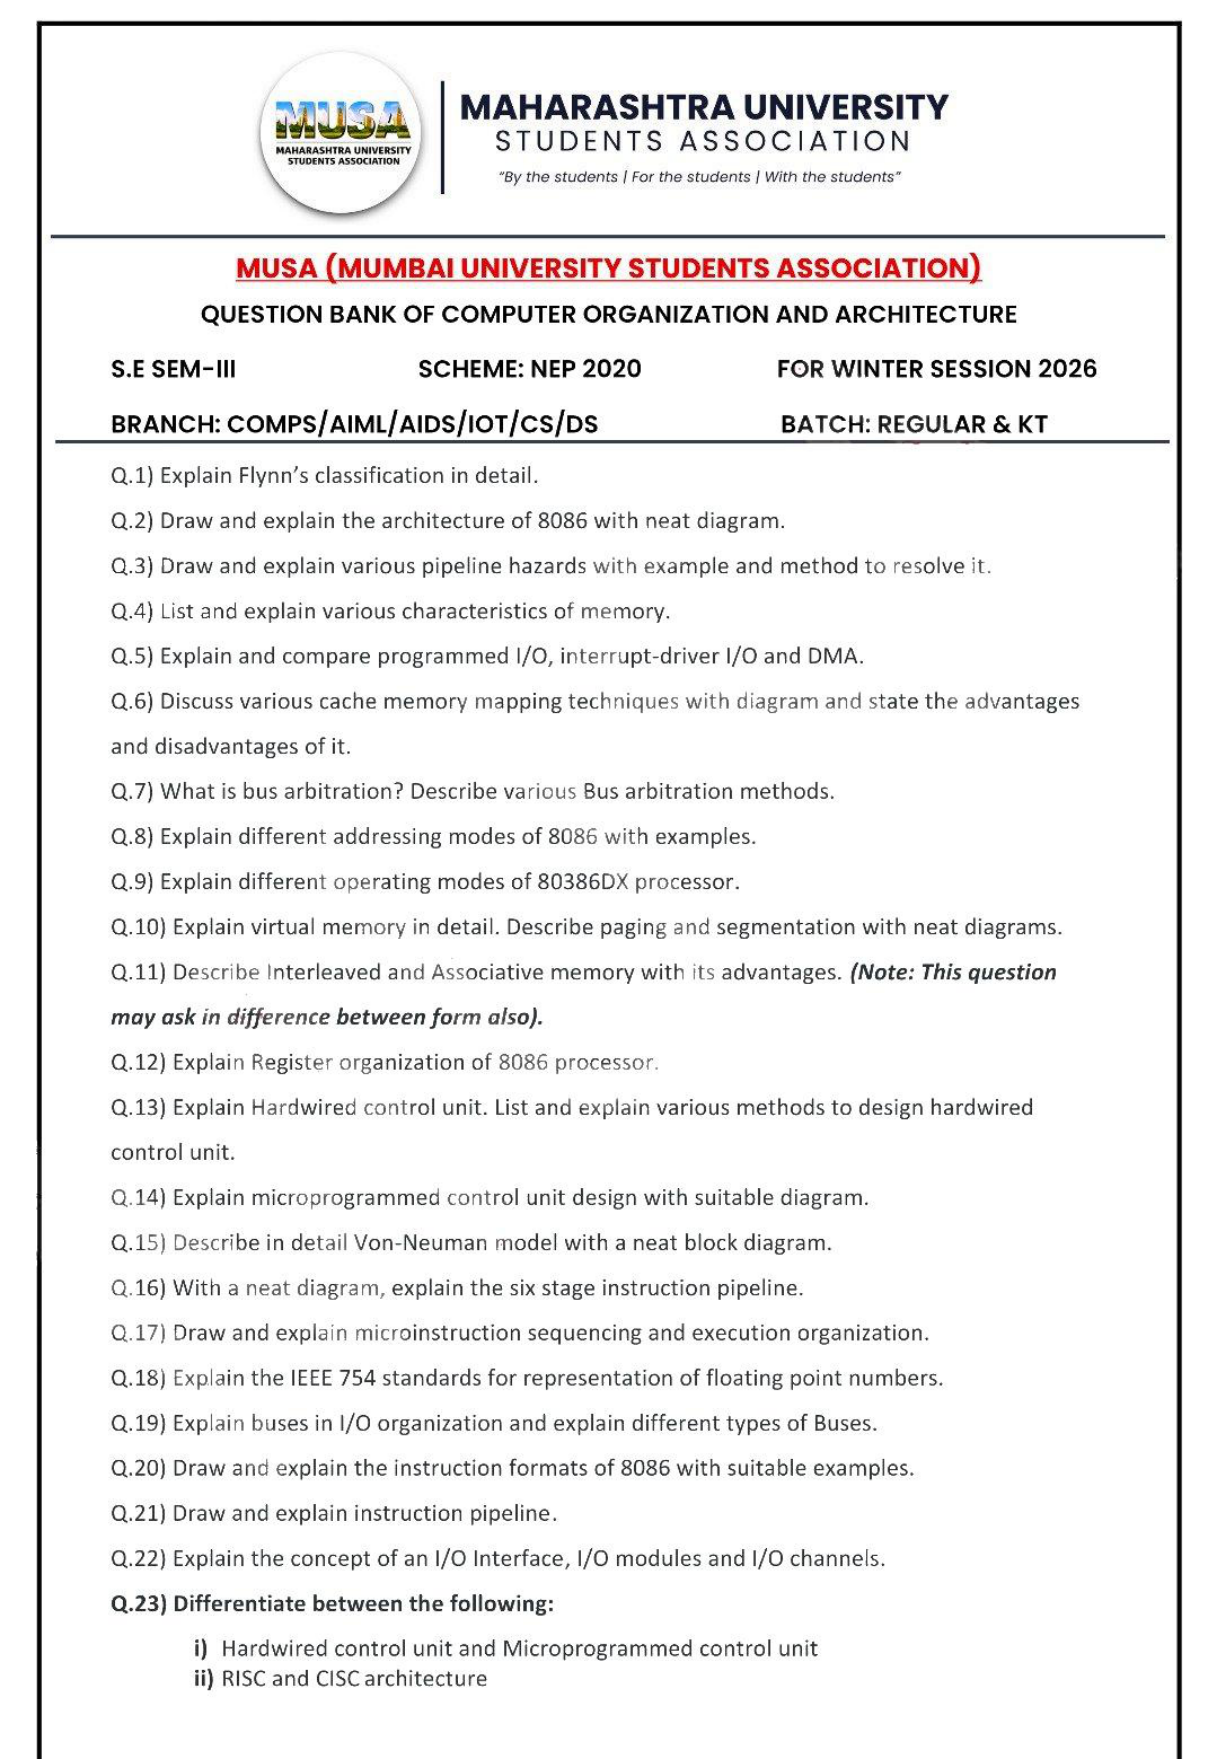 MUSA
MAHARASHTRA UNIVERSITY
STUDENTS ASSOCIATION
MAHARASHTRA UNIVERSITY
STUDENTS ASSOCIATION
“By the students | For the students | With the students”
MUSA (MUMBAI UNIVERSITY STUDENTS ASSOCIATION)
QUESTION BANK OF COMPUTER ORGANIZATION AND ARCHITECTURE
S.E SEM-III SCHEME: NEP 2020 FOR WINTER SESSION 2026
BRANCH: COMPS/AIML/AIDS/IOT/CS/DS BATCH: REGULAR & KT
Q.1) Explain Flynn’s classification in detail.
Q.2) Draw and explain the architecture of 8086 with neat diagram.
Q.3) Draw and explain various pipeline hazards with example and method to resolve it.
Q.4) List and explain various characteristics of memory.
Q.5) Explain and compare programmed I/O, interrupt-driver I/O and DMA.
Q.6) Discuss various cache memory mapping techniques with diagram and state the advantages
and disadvantages of it.
Q.7) What is bus arbitration? Describe various Bus arbitration methods.
Q.8) Explain different addressing modes of 8086 with examples.
Q.9) Explain different operating modes of 80386DX processor.
Q.10) Explain virtual memory in detail. Describe paging and segmentation with neat diagrams.
Q.11) Describe Interleaved and Associative memory with its advantages. (Note: This question
may ask in difference between form also).
Q.12) Explain Register organization of 8086 processor.
Q.13) Explain Hardwired control unit. List and explain various methods to design hardwired
control unit.
Q.14) Explain microprogrammed control unit design with suitable diagram.
Q.15) Describe in detail Von-Neuman model with a neat block diagram.
Q.16) With a neat diagram, explain the six stage instruction pipeline.
Q.17) Draw and explain microinstruction sequencing and execution organization.
Q.18) Explain the IEEE 754 standards for representation of floating point numbers.
Q.19) Explain buses in I/O organization and explain different types of Buses.
Q.20) Draw and explain the instruction formats of 8086 with suitable examples.
Q.21) Draw and explain instruction pipeline.
Q.22) Explain the concept of an I/O Interface, I/O modules and I/O channels.
Q.23) Differentiate between the following:
i) Hardwired control unit and Microprogrammed control unit
ii) RISC and CISC architecture